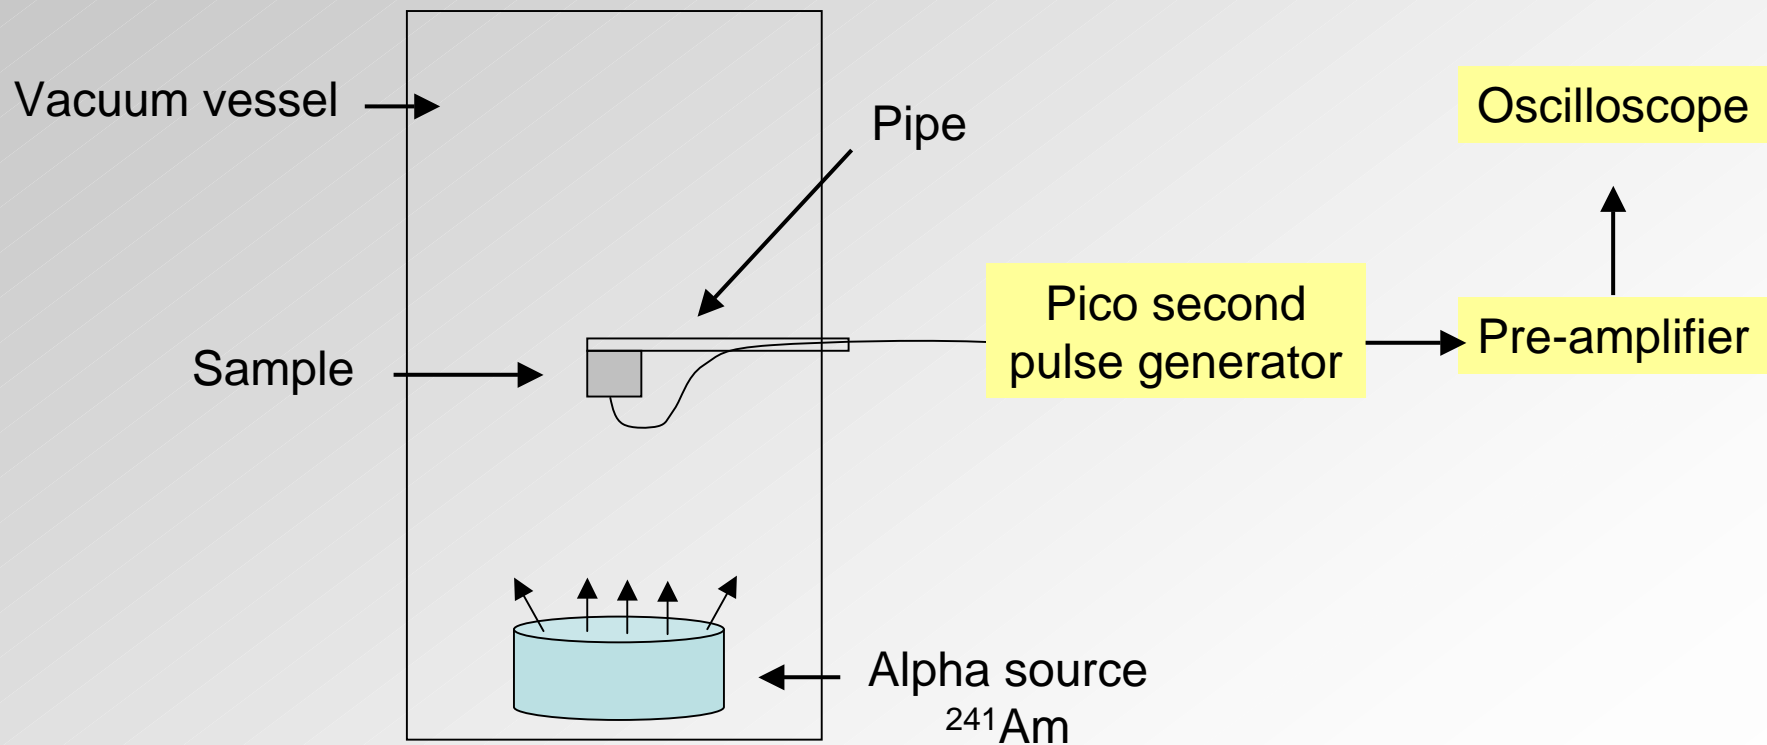 Vacuum vessel
Pipe
Oscilloscope
Pico second
pulse generator
Pre-amplifier
Sample
Alpha source
²⁴¹Am